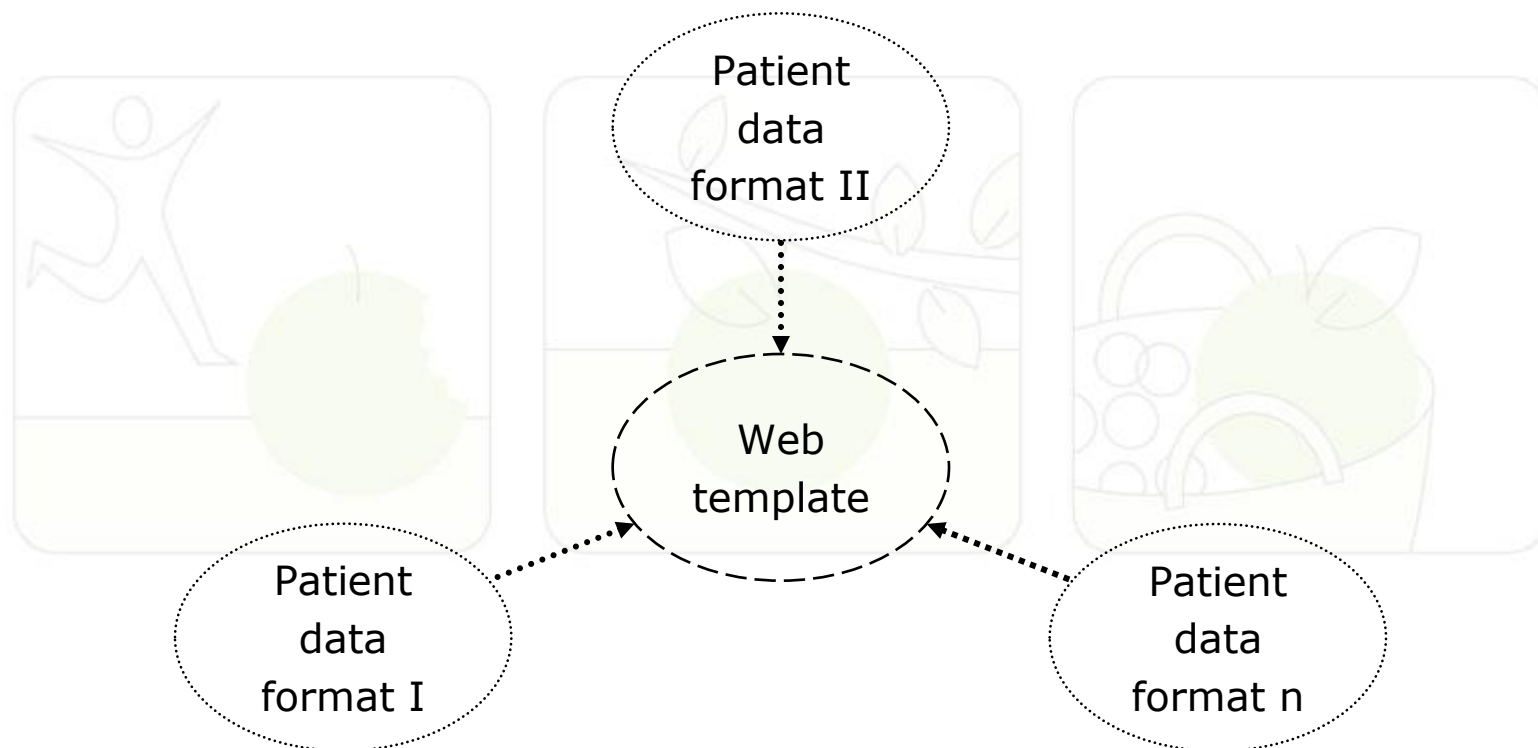 Patient
data
format II
Web
template
Patient
data
format I
Patient
data
format n